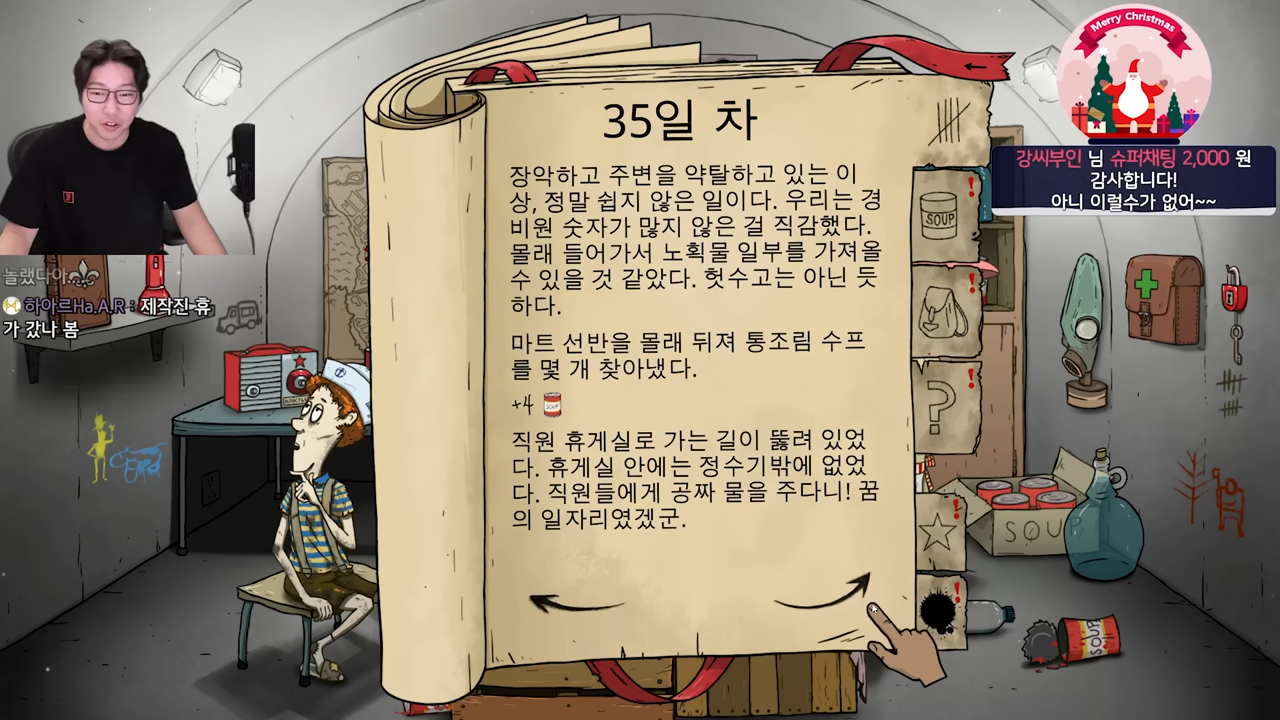 35일 차
장악하고 주변을 약탈하고 있는 이
상, 정말 쉽지 않은 일이다. 우리는 경
비원 숫자가 많지 않은 걸 직감했다.
몰래 들어가서 노획물 일부를 가져올
수 있을 것 같았다. 헛수고는 아닌 듯
하다.
마트 선반을 몰래 뒤져 통조림 수프
를 몇 개 찾아냈다.
+4
SOUP
직원 휴게실로 가는 길이 뚫려 있었
다. 휴게실 안에는 정수기밖에 없었
다. 직원들에게 공짜 물을 주다니! 꿈
의 일자리였겠군.
Merry Christmas
강씨부인 님 슈퍼채팅 2,000 원
감사합니다!
아니 이럴수가 없어~~
놀랬다아
하아르Ha.A.R : 제작진 휴
가 갔나 봄
SOUP
?
SOUP
SOUP